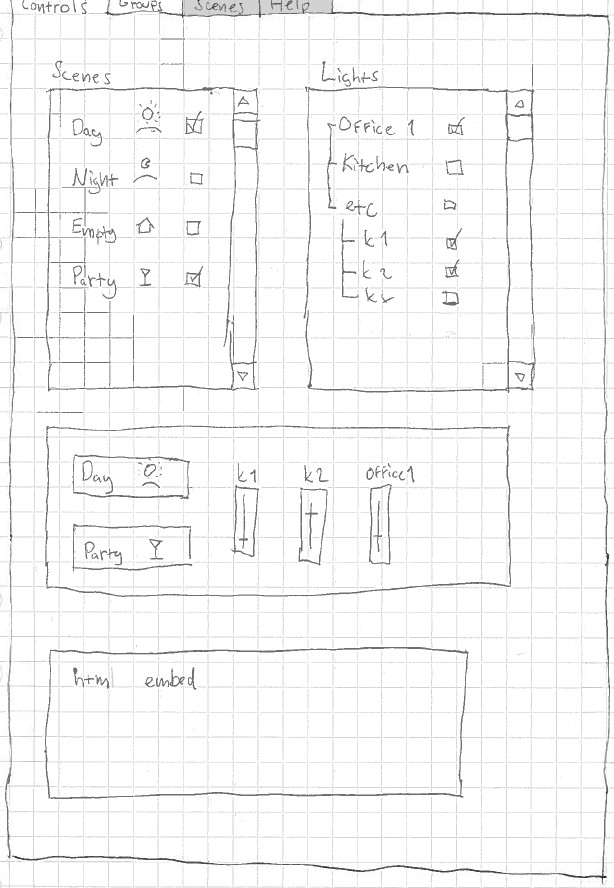 Controls Groups Scenes Help
Scenes
Day
Night
Empty
Party
Lights
Office 1
Kitchen
etc
k1
k2
Day k1 k2 Office1
Party
html embed